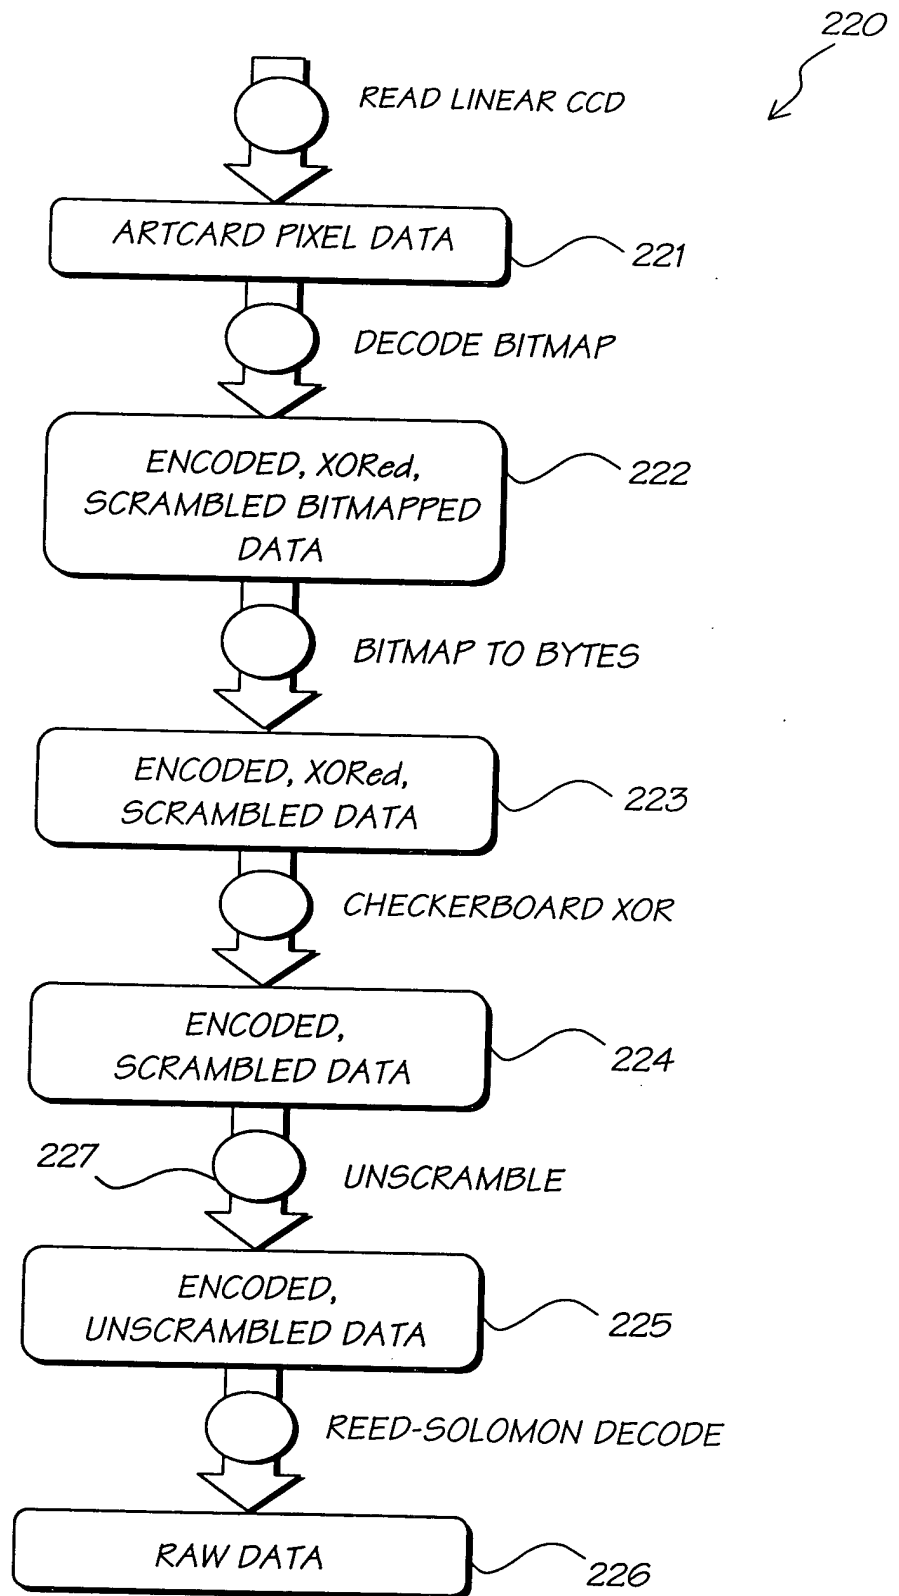 220
READ LINEAR CCD
ARTCARD PIXEL DATA
221
DECODE BITMAP
ENCODED, XORed,
SCRAMBLED BITMAPPED
DATA
222
BITMAP TO BYTES
ENCODED, XORed,
SCRAMBLED DATA
223
CHECKERBOARD XOR
ENCODED,
SCRAMBLED DATA
224
227
UNSCRAMBLE
ENCODED,
UNSCRAMBLED DATA
225
REED-SOLOMON DECODE
RAW DATA
226